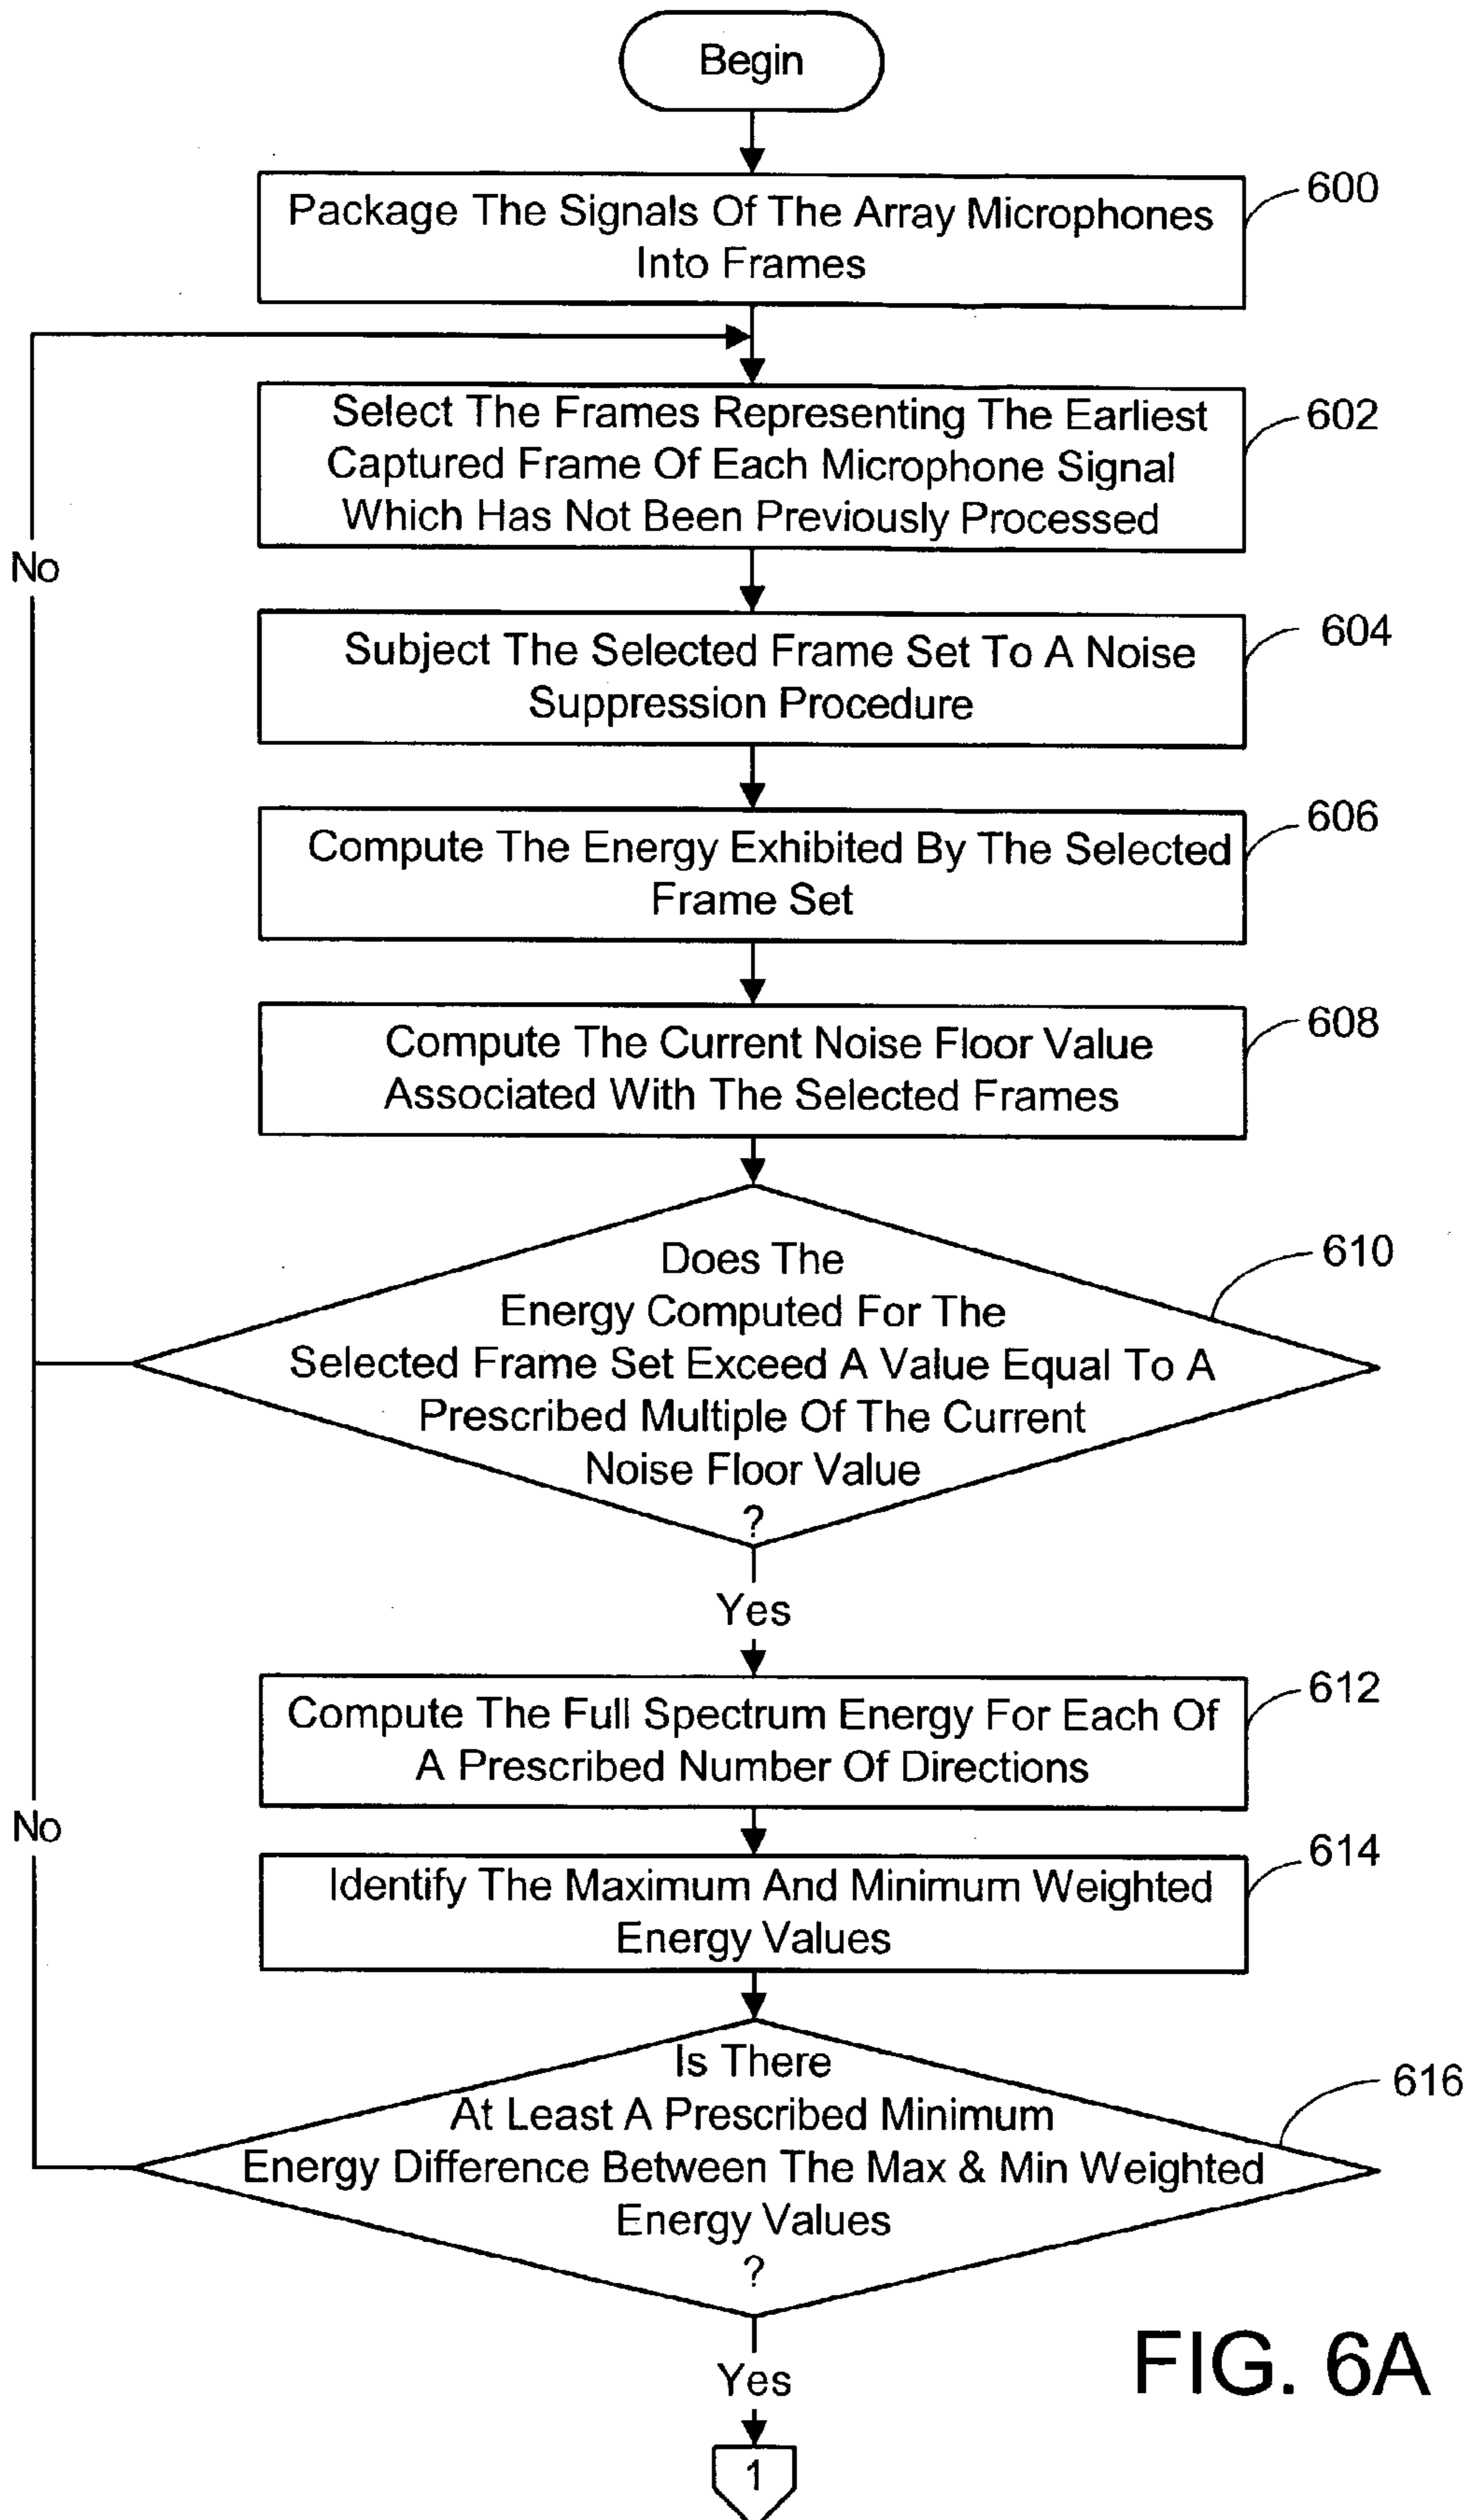 Begin
Package The Signals Of The Array Microphones
Into Frames
600
Select The Frames Representing The Earliest
Captured Frame Of Each Microphone Signal
Which Has Not Been Previously Processed
602
No
Subject The Selected Frame Set To A Noise
Suppression Procedure
604
Compute The Energy Exhibited By The Selected
Frame Set
606
Compute The Current Noise Floor Value
Associated With The Selected Frames
608
Does The
Energy Computed For The
Selected Frame Set Exceed A Value Equal To A
Prescribed Multiple Of The Current
Noise Floor Value
?
610
Yes
Compute The Full Spectrum Energy For Each Of
A Prescribed Number Of Directions
612
No
Identify The Maximum And Minimum Weighted
Energy Values
614
Is There
At Least A Prescribed Minimum
Energy Difference Between The Max & Min Weighted
Energy Values
?
616
Yes
1
FIG. 6A